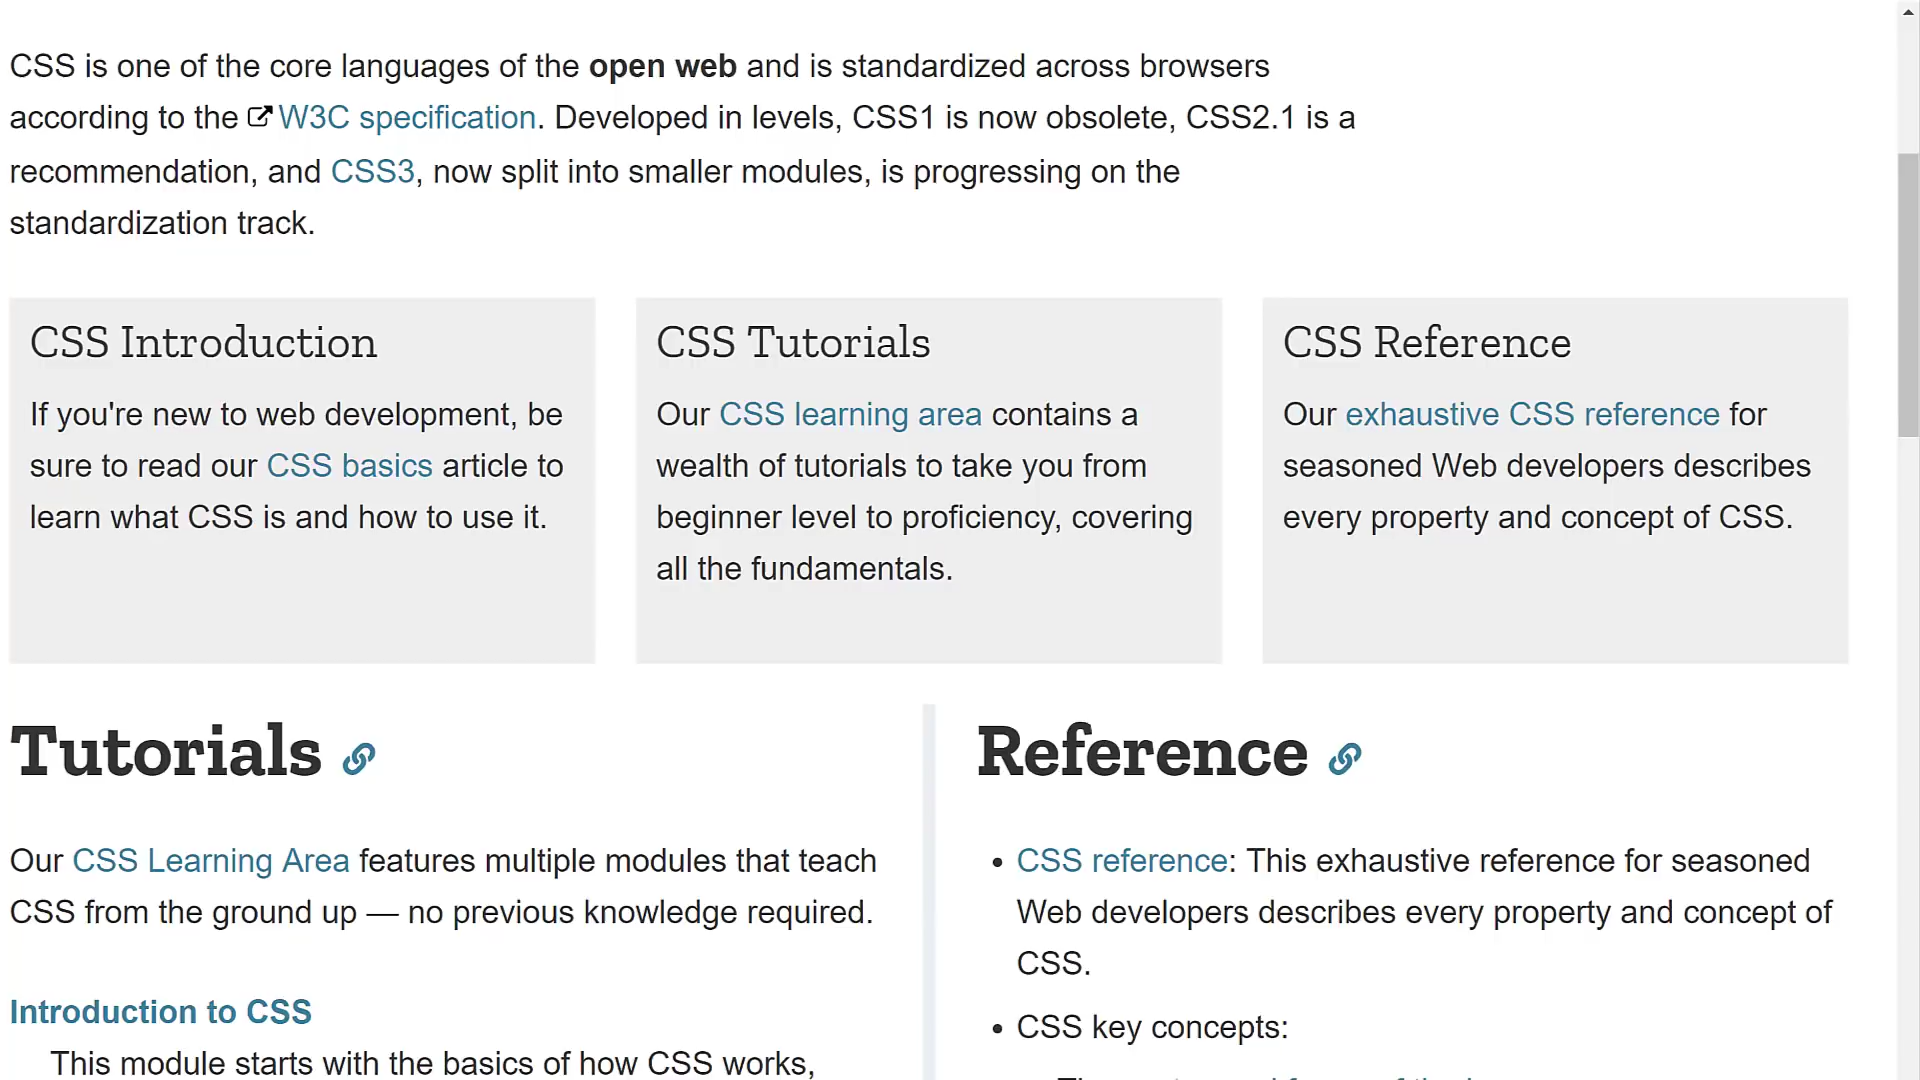 CSS is one of the core languages of the open web and is standardized across browsers
according to the W3C specification. Developed in levels, CSS1 is now obsolete, CSS2.1 is a
recommendation, and CSS3, now split into smaller modules, is progressing on the
standardization track.
CSS Introduction
If you're new to web development, be
sure to read our CSS basics article to
learn what CSS is and how to use it.
CSS Tutorials
Our CSS learning area contains a
wealth of tutorials to take you from
beginner level to proficiency, covering
all the fundamentals.
CSS Reference
Our exhaustive CSS reference for
seasoned Web developers describes
every property and concept of CSS.
Tutorials
Our CSS Learning Area features multiple modules that teach
CSS from the ground up — no previous knowledge required.
Introduction to CSS
This module starts with the basics of how CSS works,
Reference
• CSS reference: This exhaustive reference for seasoned
Web developers describes every property and concept of
CSS.
• CSS key concepts: